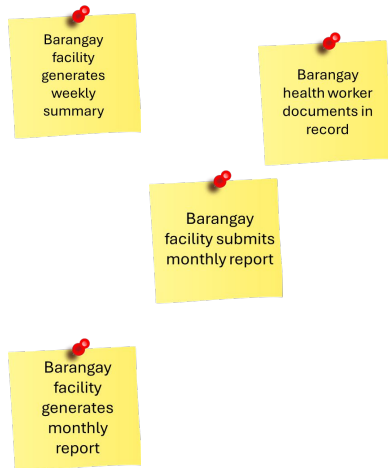 Barangay
facility
generates
weekly
summary
Barangay
health worker
documents in
record
Barangay
facility submits
monthly report
Barangay
facility
generates
monthly
report